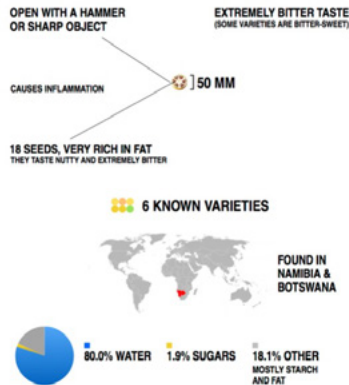 OPEN WITH A HAMMER
OR SHARP OBJECT
EXTREMELY BITTER TASTE
(SOME VARIETIES ARE BITTER-SWEET)
CAUSES INFLAMMATION
50 MM
18 SEEDS, VERY RICH IN FAT
THEY TASTE NUTTY AND EXTREMELY BITTER
6 KNOWN VARIETIES
FOUND IN
NAMIBIA &
BOTSWANA
80.0% WATER
1.9% SUGARS
18.1% OTHER
MOSTLY STARCH
AND FAT